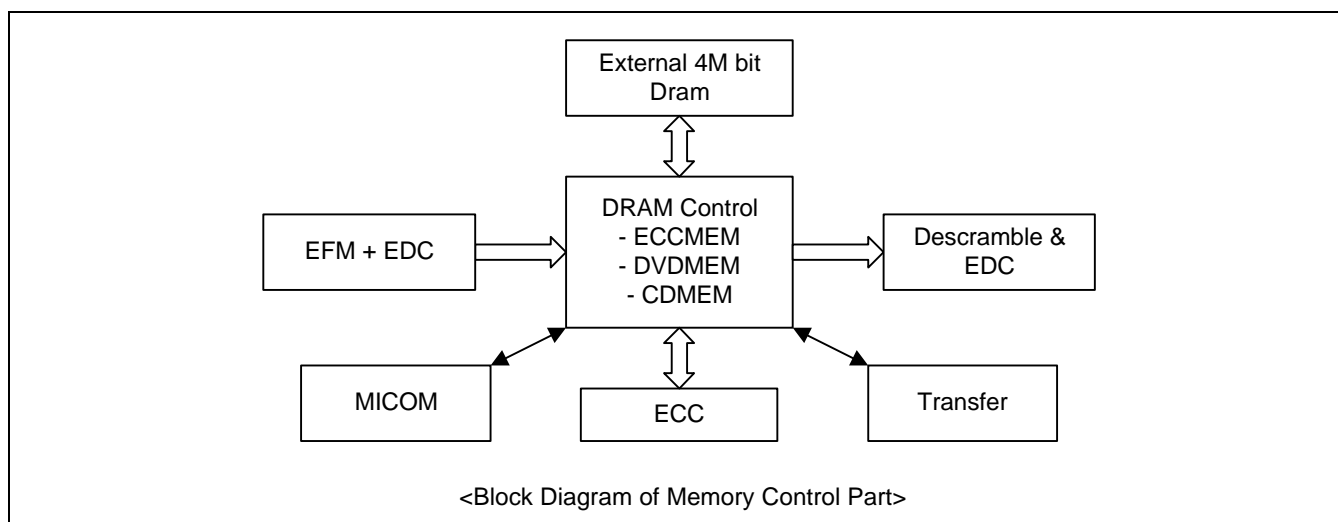 External 4M bit
Dram
DRAM Control
- ECCMEM
- DVDMEM
- CDMEM
EFM + EDC
Descramble &
EDC
MICOM
ECC
Transfer
<Block Diagram of Memory Control Part>